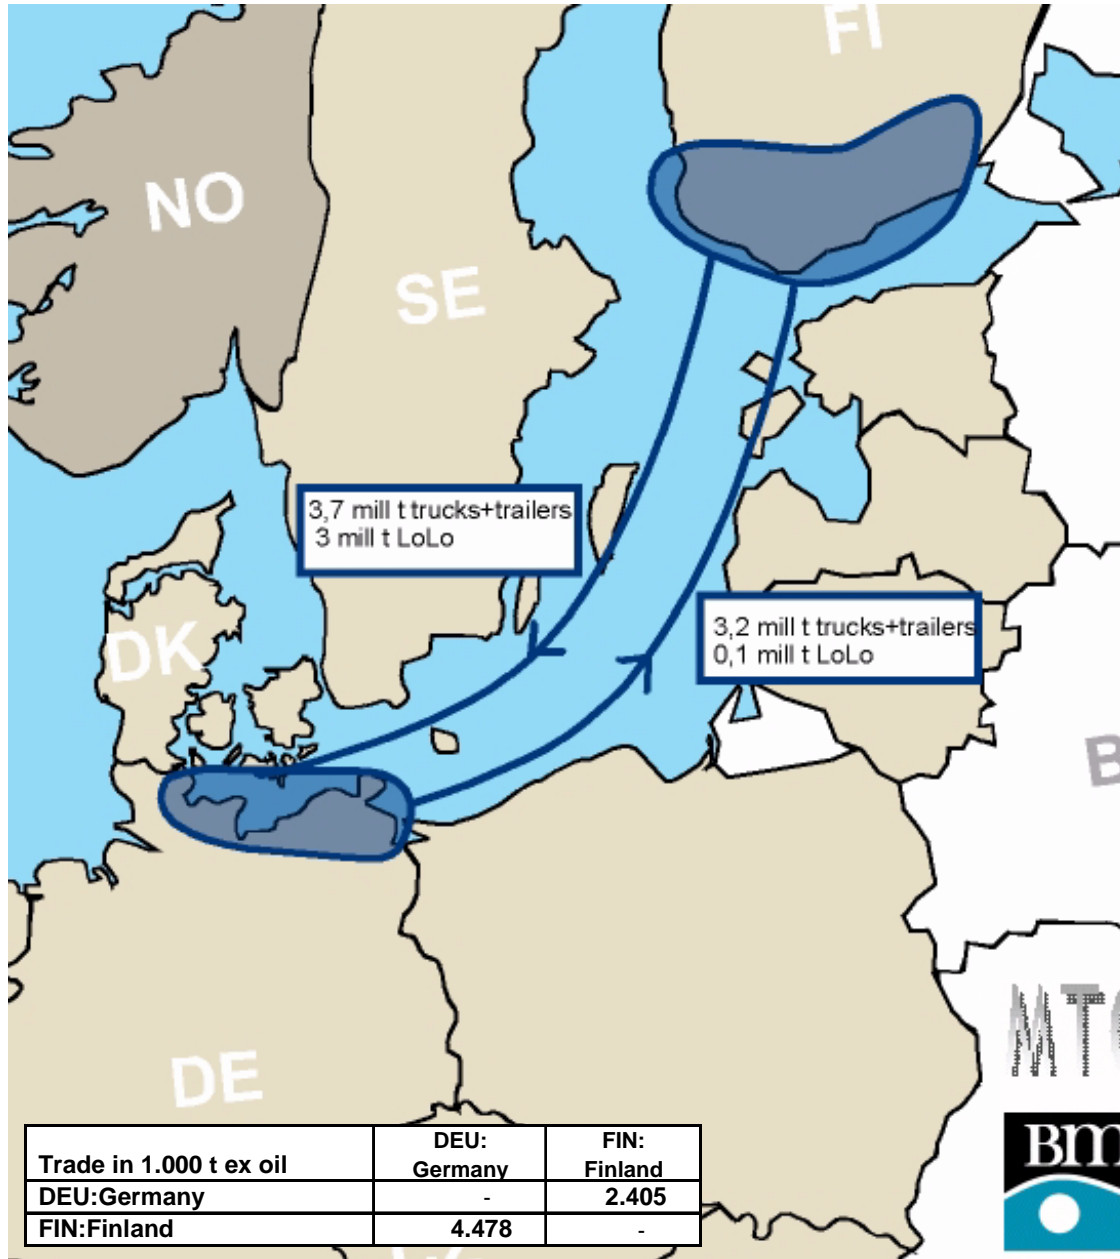 FI
NO
SE
3,7 mill t trucks+trailers
3 mill t LoLo
3,2 mill t trucks+trailers
0,1 mill t LoLo
DK
B
DE
MT
BM
Trade in 1.000 t ex oil DEU: Germany FIN: Finland
DEU:Germany - 2.405
FIN:Finland 4.478 -